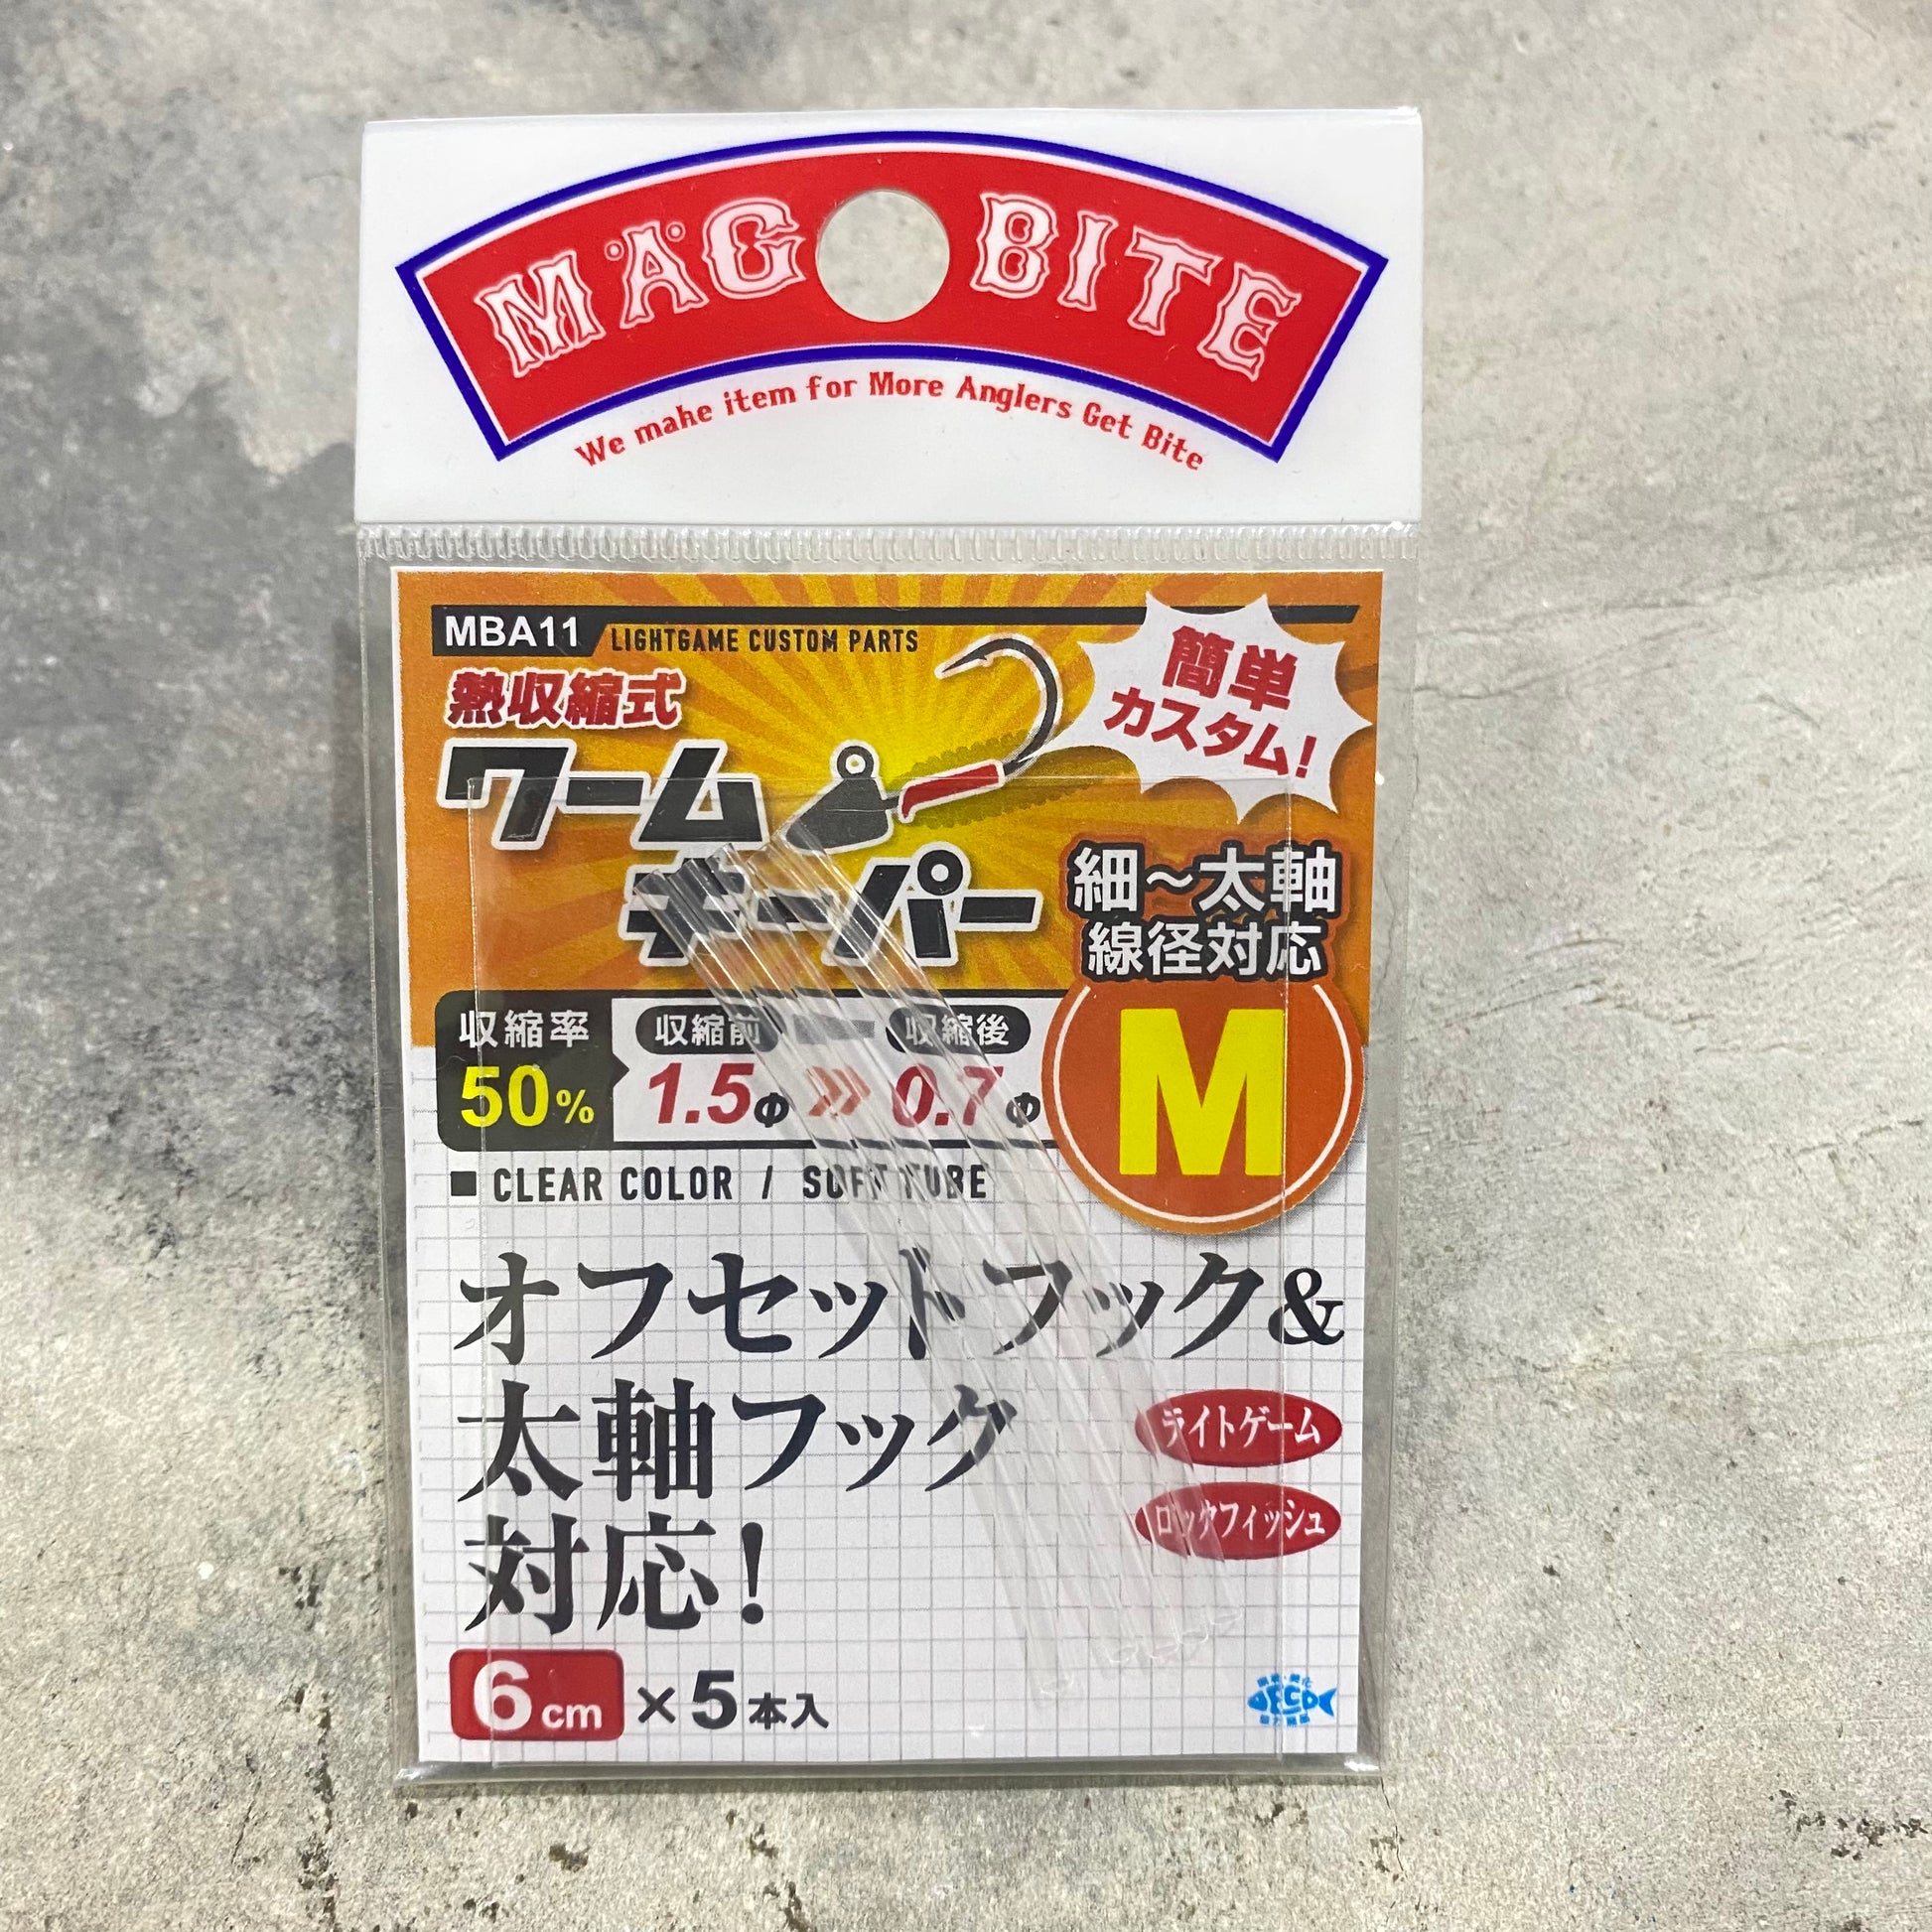 MAG BITE
We make item for More Anglers Get Bite
MBA11 LIGHTGAME CUSTOM PARTS
簡単
カスタム!
熱収縮式
ワーム
キーパー
細～太軸
線径対応
M
収縮率
50%
収縮前 収縮後
1.5Φ 0.7Φ
■ CLEAR COLOR / SOFT TUBE
オフセットフック&
太軸フック
対応!
ライトゲーム
ロックフィッシュ
6cm ×5本入
ECO